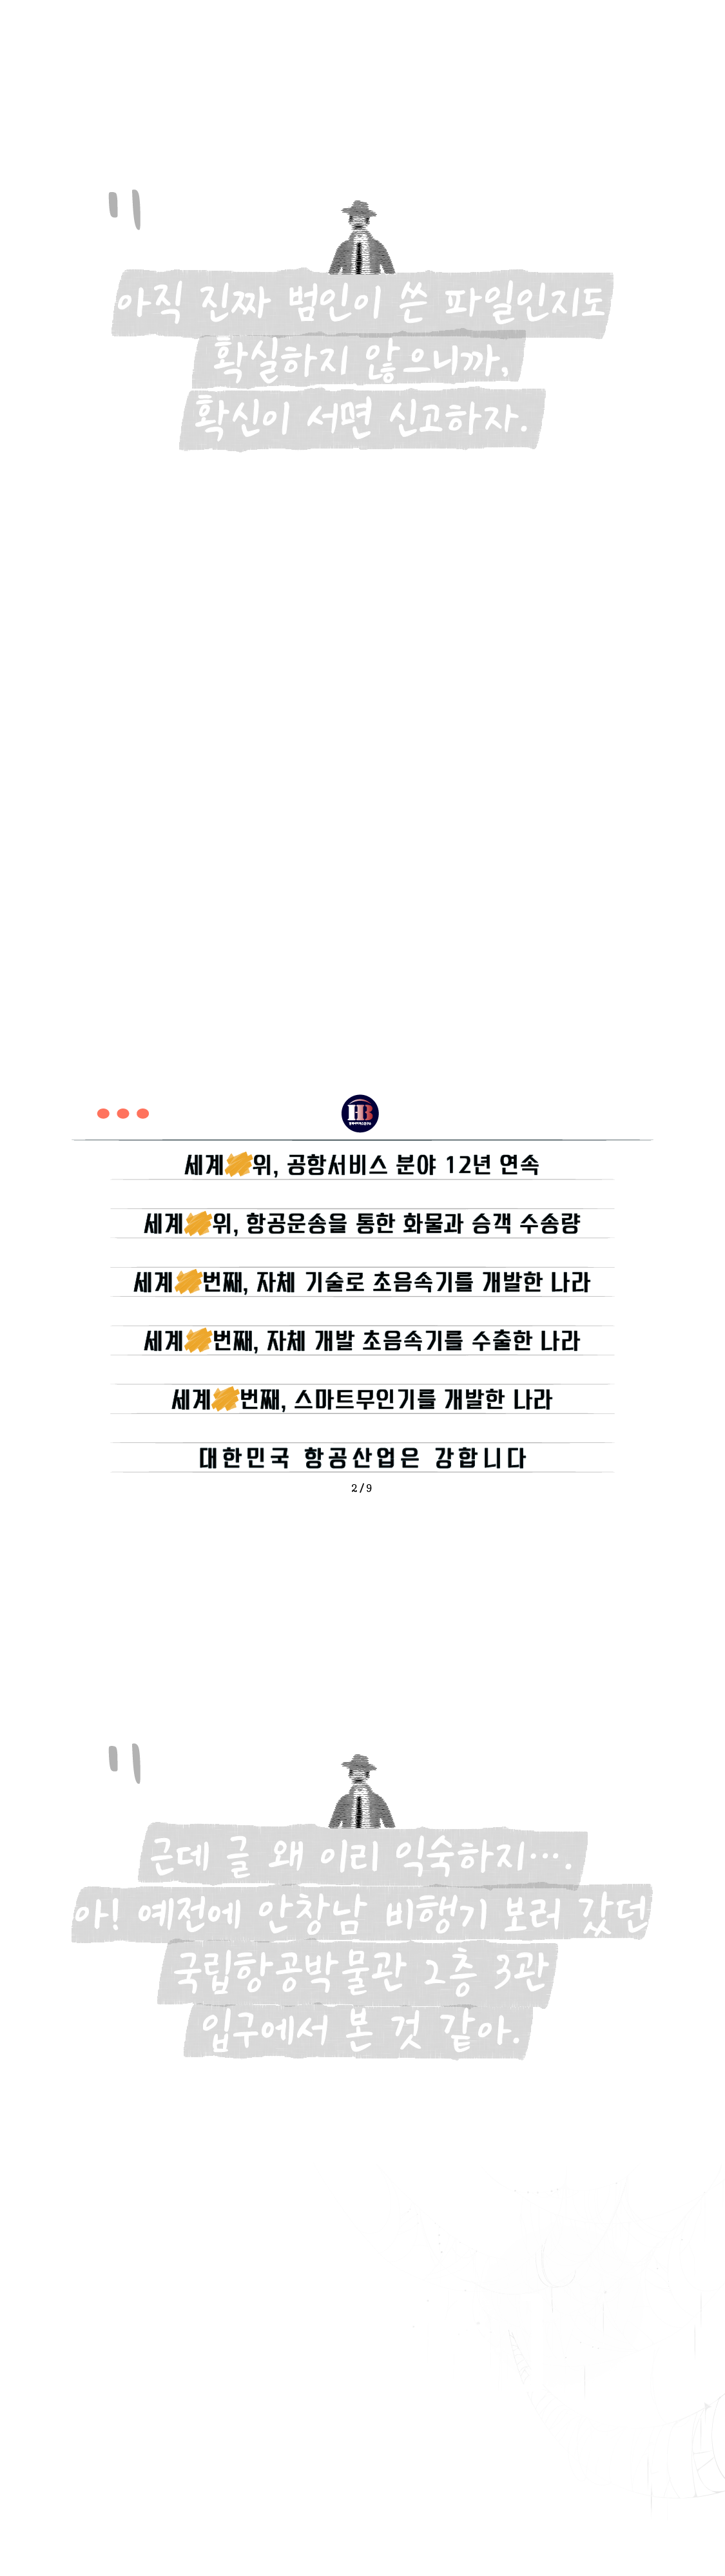 아직 진짜 범인이 쓴 파일인지도
확실하지 않으니까,
확신이 서면 신고하자.
HB
세계 위, 공항서비스 분야 12년 연속
세계 위, 항공운송을 통한 화물과 승객 수송량
세계 번째, 자체 기술로 초음속기를 개발한 나라
세계 번째, 자체 개발 초음속기를 수출한 나라
세계 번째, 스마트무인기를 개발한 나라
대한민국 항공산업은 강합니다
2/9
근데 글 왜 이리 익숙하지….
아! 예전에 안창남 비행기 보러 갔던
국립항공박물관 2층 3관
입구에서 본 것 같아.